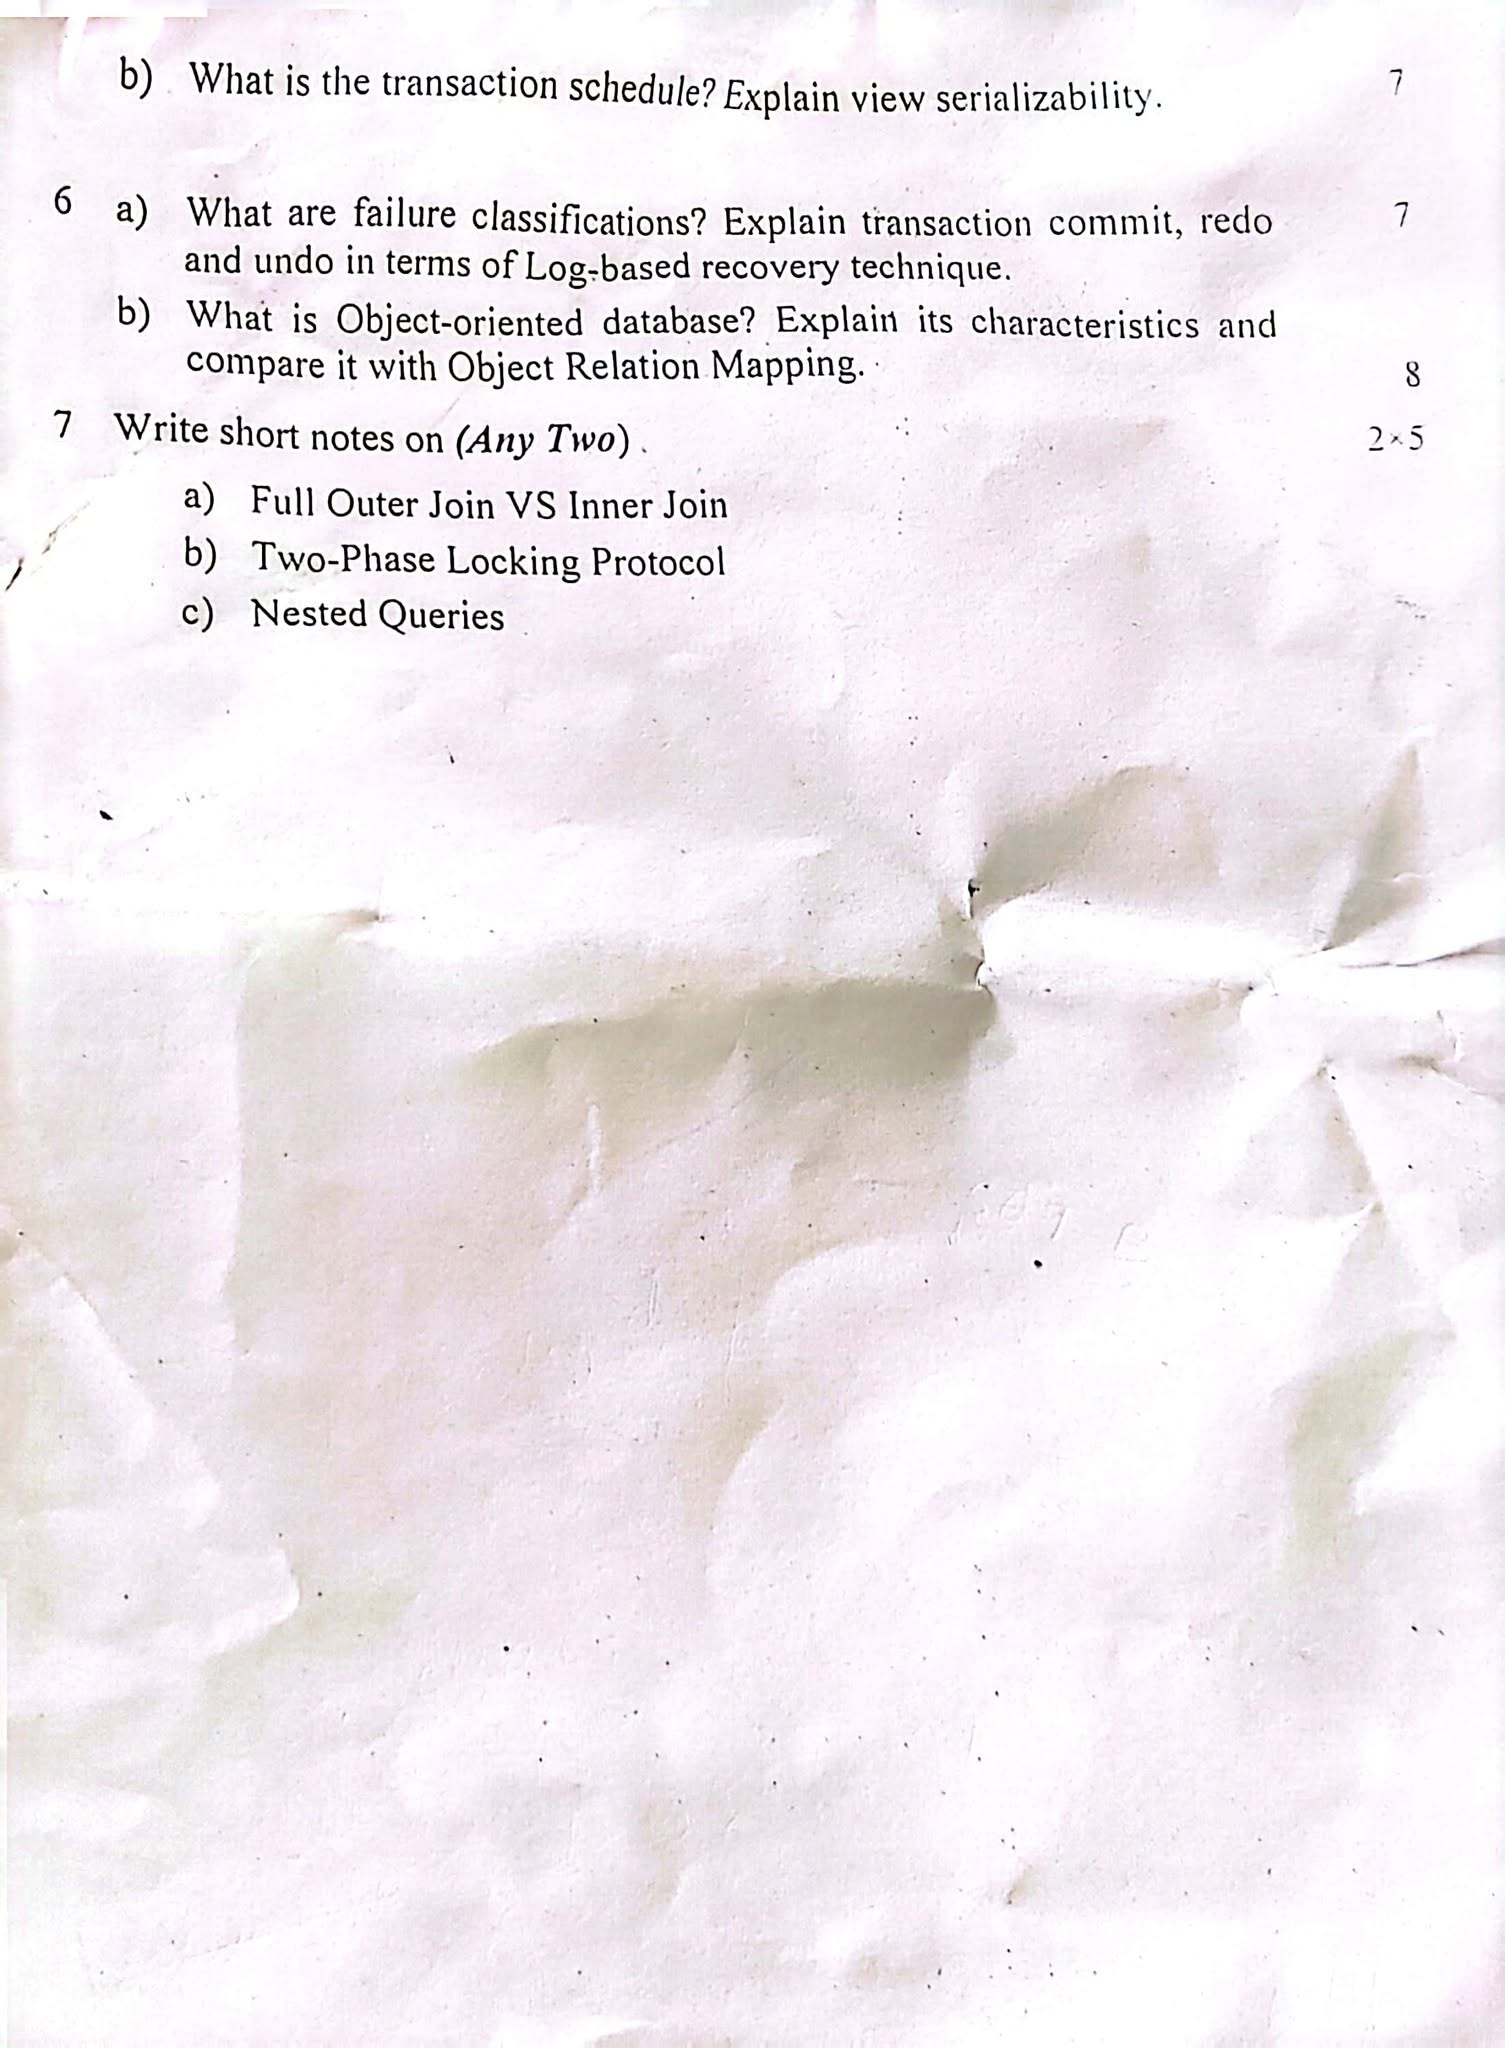 b) What is the transaction schedule? Explain view serializability. 7
6 a) What are failure classifications? Explain transaction commit, redo 7
and undo in terms of Log-based recovery technique.
b) What is Object-oriented database? Explain its characteristics and
compare it with Object Relation Mapping. 8
7 Write short notes on (Any Two) 2×5
a) Full Outer Join VS Inner Join
b) Two-Phase Locking Protocol
c) Nested Queries